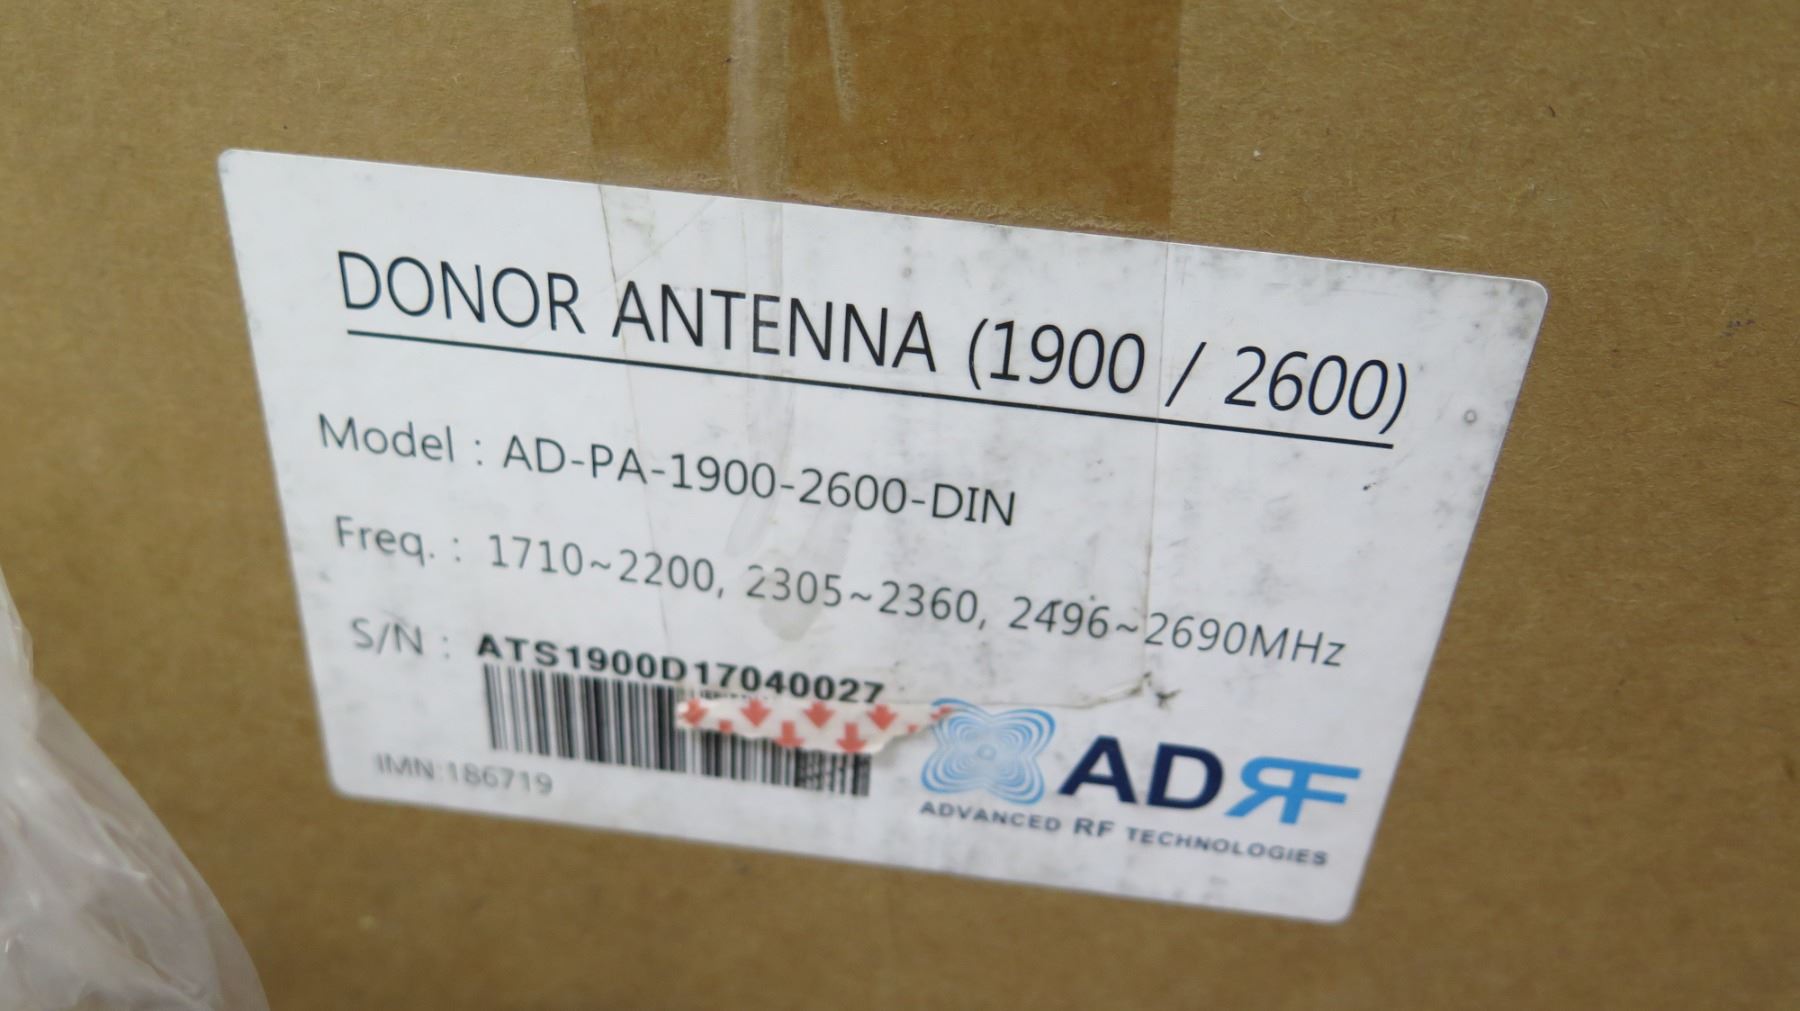 DONOR ANTENNA (1900 / 2600)
Model : AD-PA-1900-2600-DIN
Freq. : 1710~2200, 2305~2360, 2496~2690MHz
S/N : ATS1900D17040027
IMN:186719
ADRF
ADVANCED RF TECHNOLOGIES